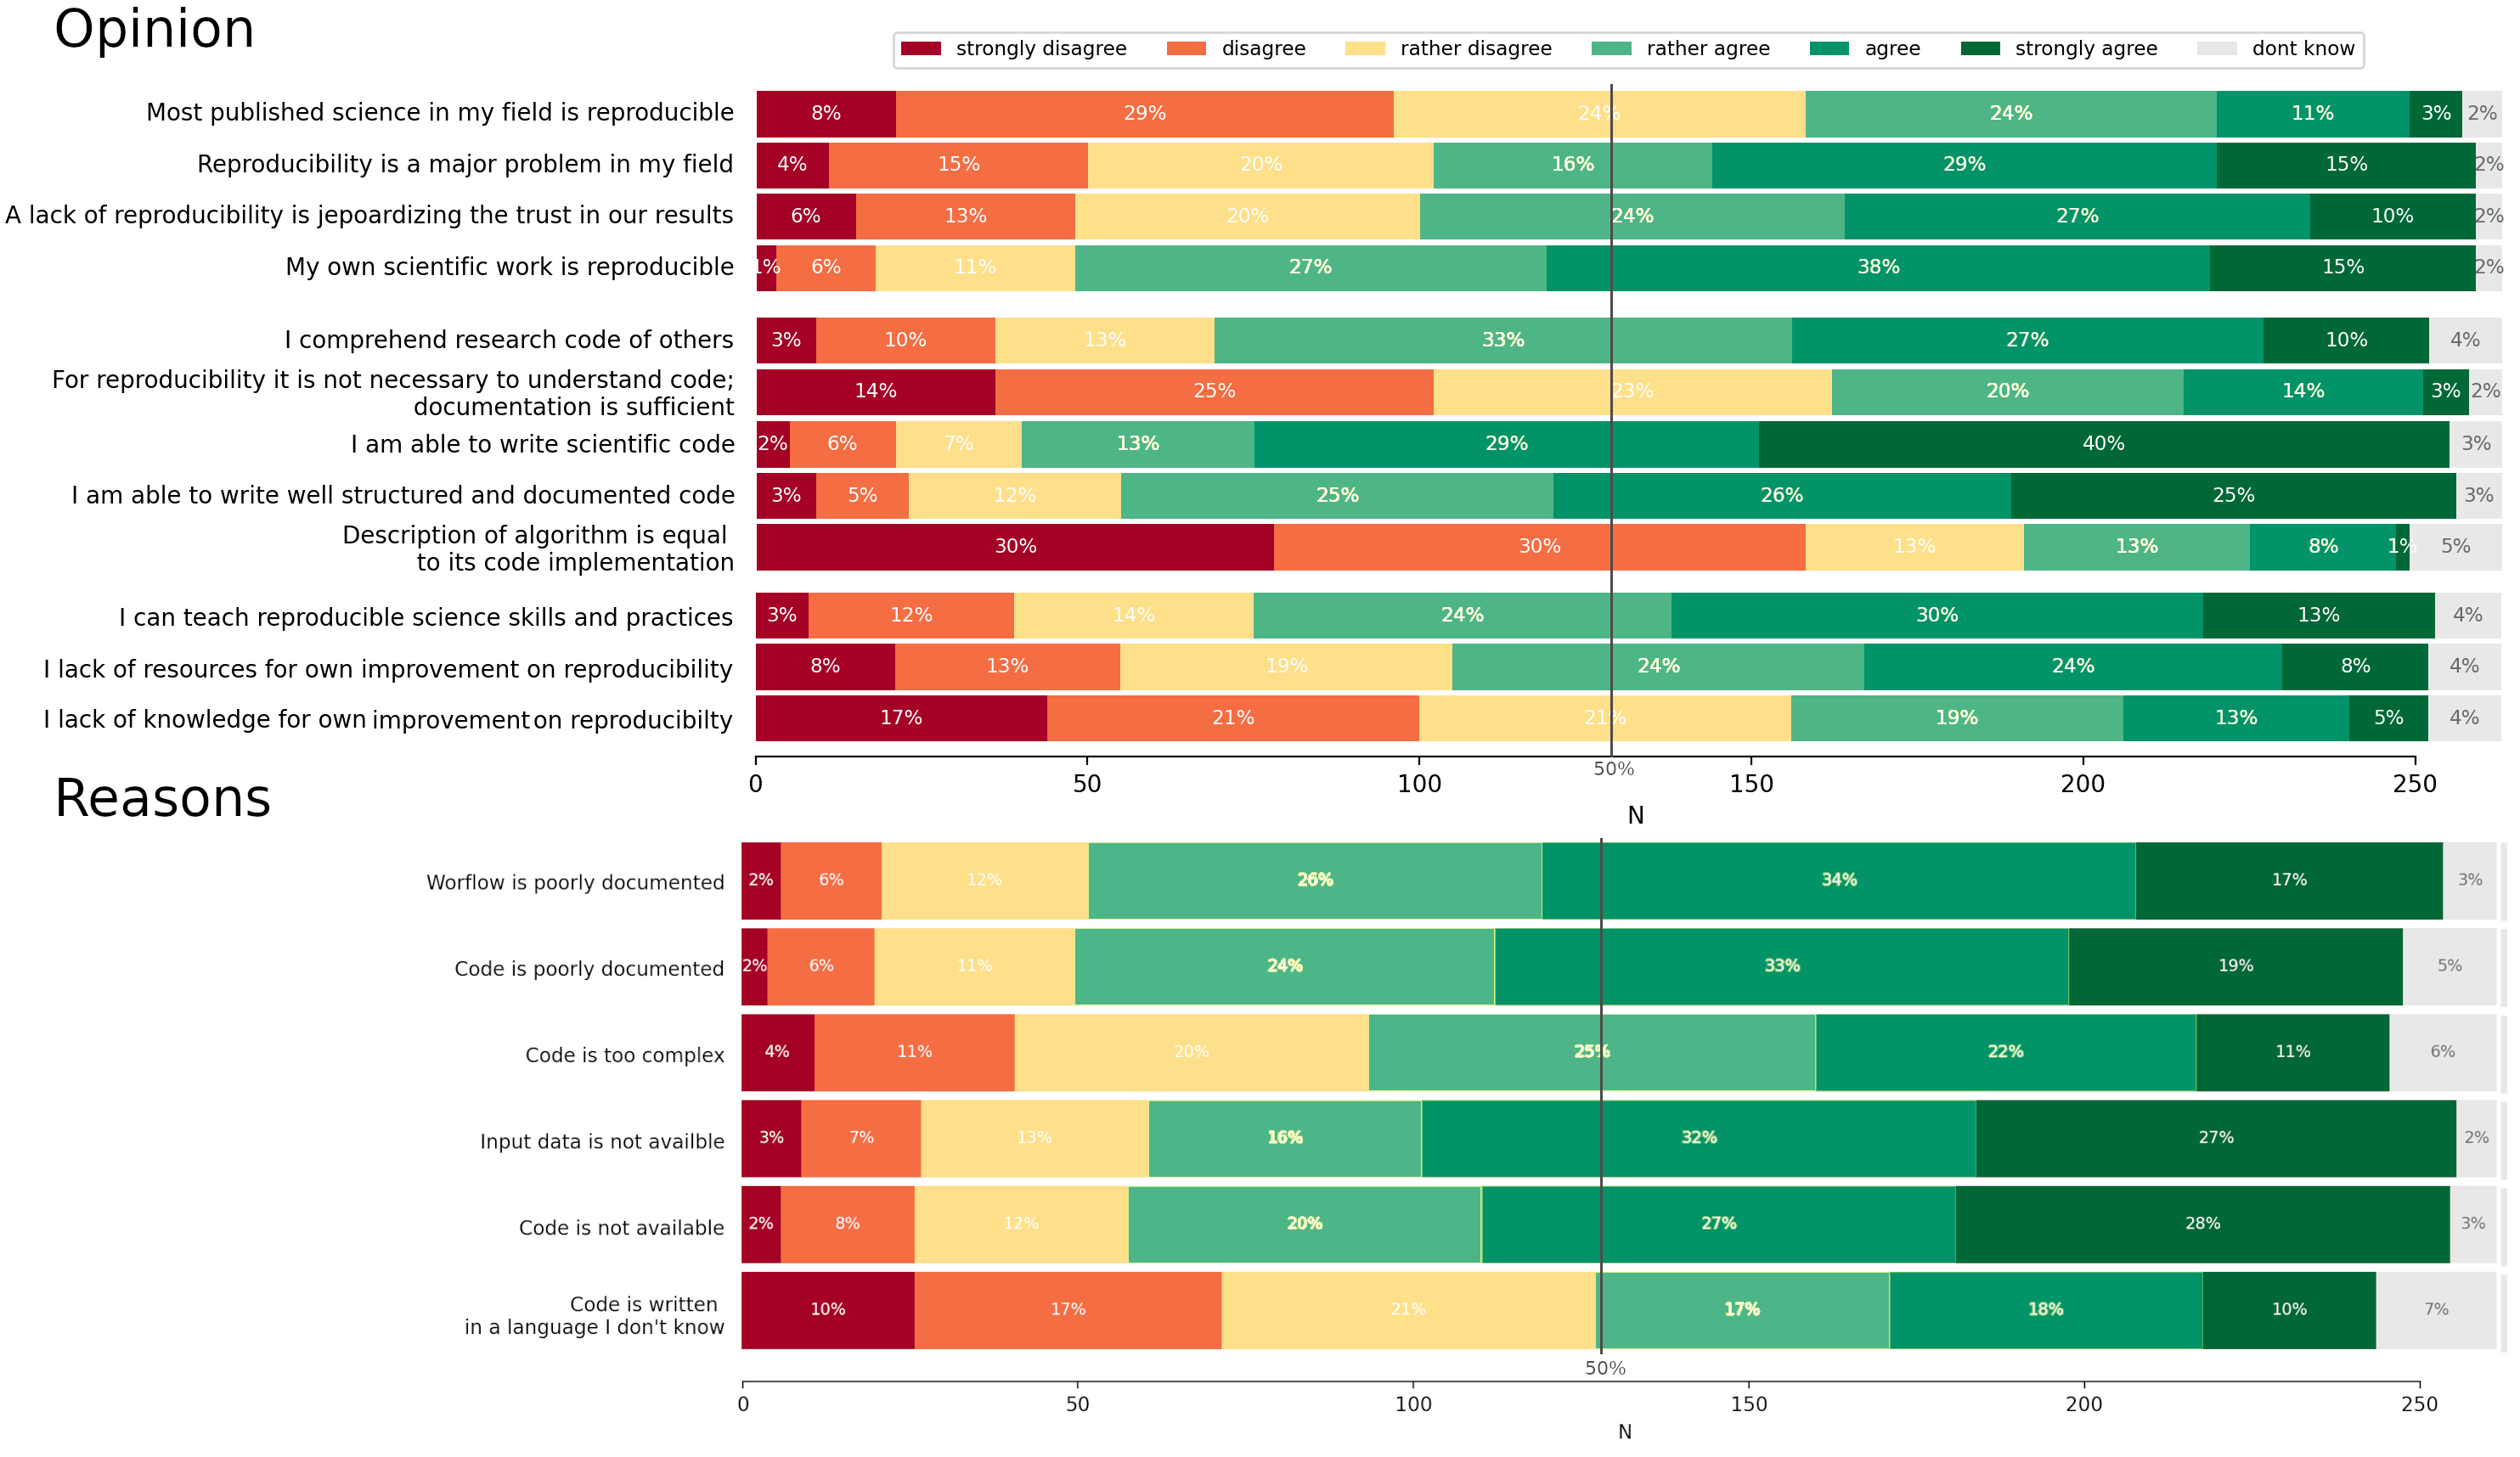 Opinion
strongly disagree disagree rather disagree rather agree agree strongly agree dont know
Most published science in my field is reproducible 8% 29% 24% 24% 11% 3% 2%
Reproducibility is a major problem in my field 4% 15% 20% 16% 29% 15% 2%
A lack of reproducibility is jepoardizing the trust in our results 6% 13% 20% 24% 27% 10% 2%
My own scientific work is reproducible 1% 6% 11% 27% 38% 15% 2%
I comprehend research code of others 3% 10% 13% 33% 27% 10% 4%
For reproducibility it is not necessary to understand code;
documentation is sufficient 14% 25% 23% 20% 14% 3% 2%
I am able to write scientific code 2% 6% 7% 13% 29% 40% 3%
I am able to write well structured and documented code 3% 5% 12% 25% 26% 25% 3%
Description of algorithm is equal
to its code implementation 30% 30% 13% 13% 8% 1% 5%
I can teach reproducible science skills and practices 3% 12% 14% 24% 30% 13% 4%
I lack of resources for own improvement on reproducibility 8% 13% 19% 24% 24% 8% 4%
I lack of knowledge for own improvement on reproducibilty 17% 21% 21% 19% 13% 5% 4%
0 50 100 50% 150 200 250
N
Reasons
Worflow is poorly documented 2% 6% 12% 26% 34% 17% 3%
Code is poorly documented 2% 6% 11% 24% 33% 19% 5%
Code is too complex 4% 11% 20% 25% 22% 11% 6%
Input data is not availble 3% 7% 13% 16% 32% 27% 2%
Code is not available 2% 8% 12% 20% 27% 28% 3%
Code is written
in a language I don't know 10% 17% 21% 17% 18% 10% 7%
50%
0 50 100 150 200 250
N